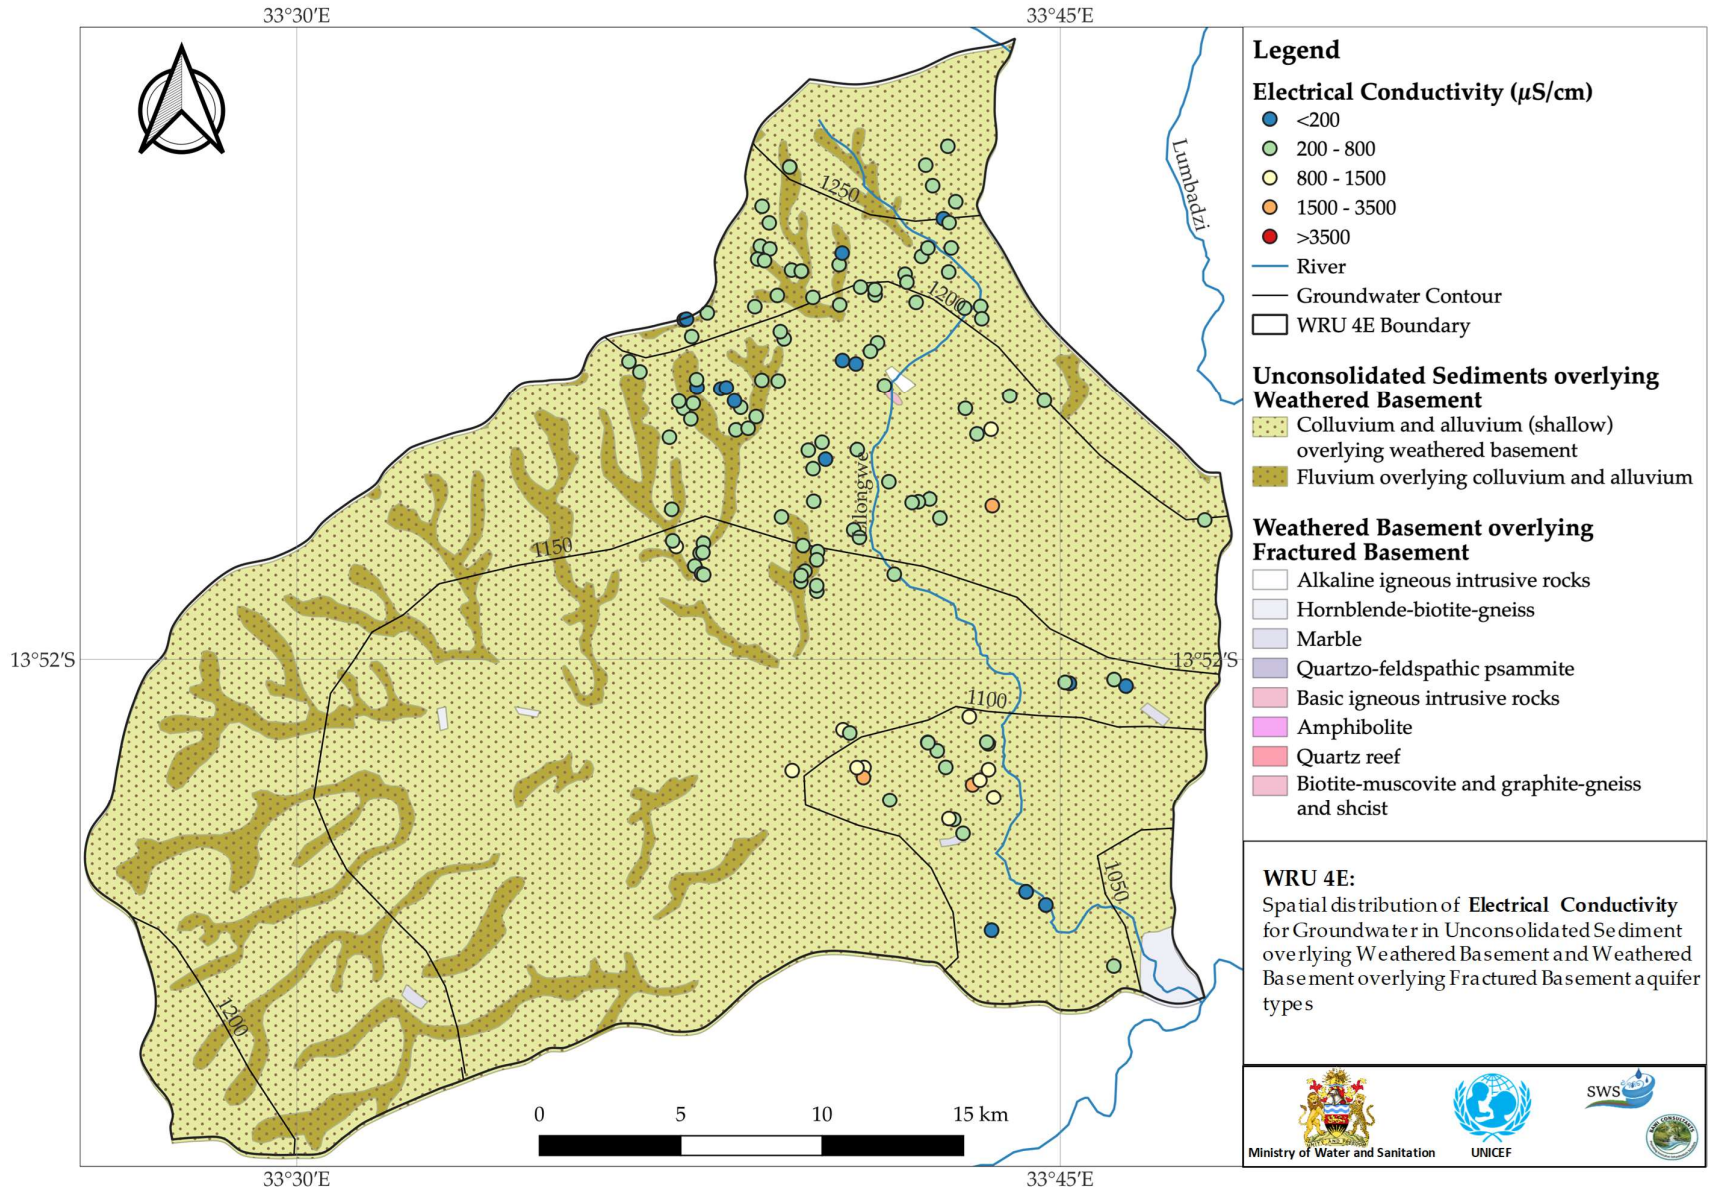 33°30'E
33°45'E
Lumbadzi
1250
1200
Lilongwe
1150
13°52'S
13°52'S
1100
1050
1200
0 5 10 15 km
33°30'E
33°45'E
Legend
Electrical Conductivity (µS/cm)
<200
200 - 800
800 - 1500
1500 - 3500
>3500
River
Groundwater Contour
WRU 4E Boundary
Unconsolidated Sediments overlying
Weathered Basement
Colluvium and alluvium (shallow)
overlying weathered basement
Fluvium overlying colluvium and alluvium
Weathered Basement overlying
Fractured Basement
Alkaline igneous intrusive rocks
Hornblende-biotite-gneiss
Marble
Quartzo-feldspathic psammite
Basic igneous intrusive rocks
Amphibolite
Quartz reef
Biotite-muscovite and graphite-gneiss
and shcist
WRU 4E:
Spatial distribution of Electrical Conductivity
for Groundwater in Unconsolidated Sediment
overlying Weathered Basement and Weathered
Basement overlying Fractured Basement aquifer
types
Ministry of Water and Sanitation
UNICEF
SWS